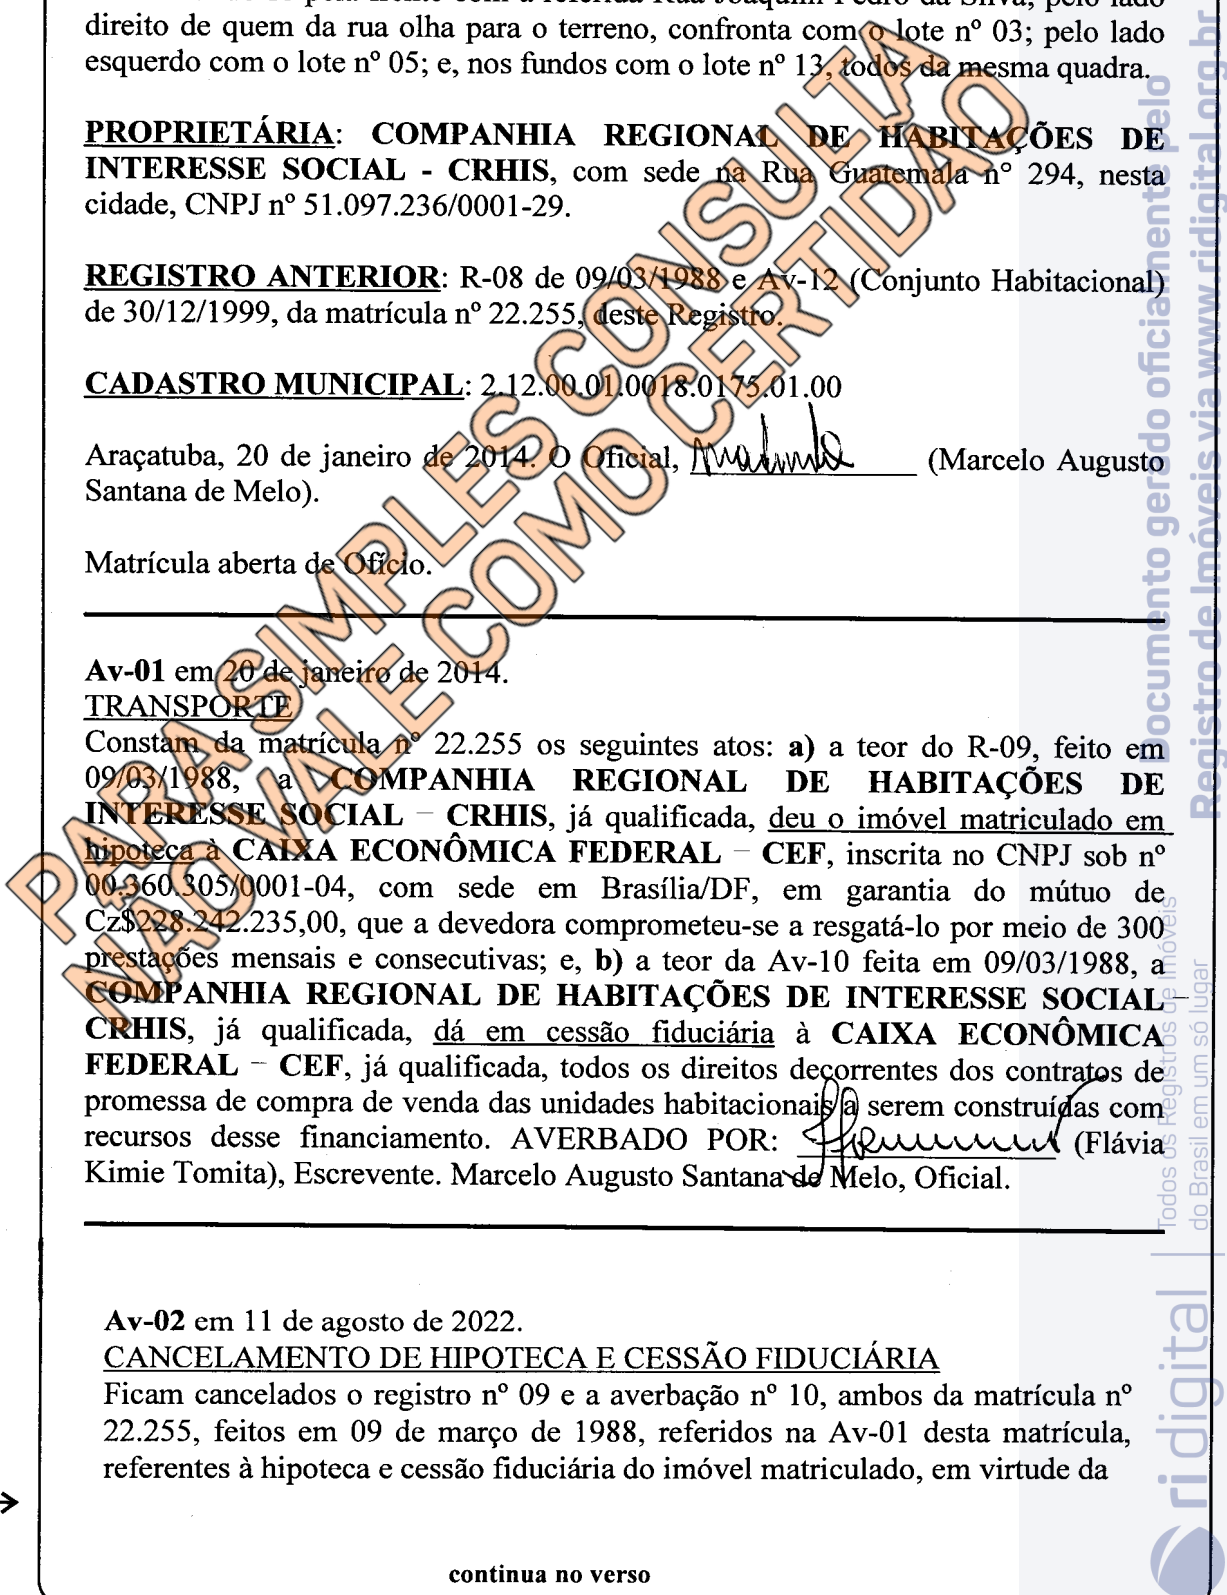 direito de quem da rua olha para o terreno, confronta com o lote nº 03; pelo lado
esquerdo com o lote nº 05; e, nos fundos com o lote nº 13, todos da mesma quadra.
PROPRIETÁRIA: COMPANHIA REGIONAL DE HABITAÇÕES DE
INTERESSE SOCIAL - CRHIS, com sede na Rua Guatemala nº 294, nesta
cidade, CNPJ nº 51.097.236/0001-29.
REGISTRO ANTERIOR: R-08 de 09/03/1988 e Av-12 (Conjunto Habitacional)
de 30/12/1999, da matrícula nº 22.255, deste Registro.
CADASTRO MUNICIPAL: 2.12.00.01.0018.0175.01.00
Araçatuba, 20 de janeiro de 2014. O Oficial, (Marcelo Augusto
Santana de Melo).
Matrícula aberta de Ofício.
Av-01 em 20 de janeiro de 2014.
TRANSPORTE
Constam da matrícula nº 22.255 os seguintes atos: a) a teor do R-09, feito em
09/03/1988, a COMPANHIA REGIONAL DE HABITAÇÕES DE
INTERESSE SOCIAL – CRHIS, já qualificada, deu o imóvel matriculado em
hipoteca à CAIXA ECONÔMICA FEDERAL – CEF, inscrita no CNPJ sob nº
00.360.305/0001-04, com sede em Brasília/DF, em garantia do mútuo de
Cz$228.242.235,00, que a devedora comprometeu-se a resgatá-lo por meio de 300
prestações mensais e consecutivas; e, b) a teor da Av-10 feita em 09/03/1988, a
COMPANHIA REGIONAL DE HABITAÇÕES DE INTERESSE SOCIAL –
CRHIS, já qualificada, dá em cessão fiduciária à CAIXA ECONÔMICA
FEDERAL – CEF, já qualificada, todos os direitos decorrentes dos contratos de
promessa de compra de venda das unidades habitacionais a serem construídas com
recursos desse financiamento. AVERBADO POR: (Flávia
Kimie Tomita), Escrevente. Marcelo Augusto Santana de Melo, Oficial.
Av-02 em 11 de agosto de 2022.
CANCELAMENTO DE HIPOTECA E CESSÃO FIDUCIÁRIA
Ficam cancelados o registro nº 09 e a averbação nº 10, ambos da matrícula nº
22.255, feitos em 09 de março de 1988, referidos na Av-01 desta matrícula,
referentes à hipoteca e cessão fiduciária do imóvel matriculado, em virtude da
continua no verso
PARA SIMPLES CONSULTA
NÃO VALE COMO CERTIDÃO
Documento gerado oficialmente pelo
Registro de Imóveis via www.ridigital.org.br
Todos os Registros de Imóveis
do Brasil em um só lugar
ri digital